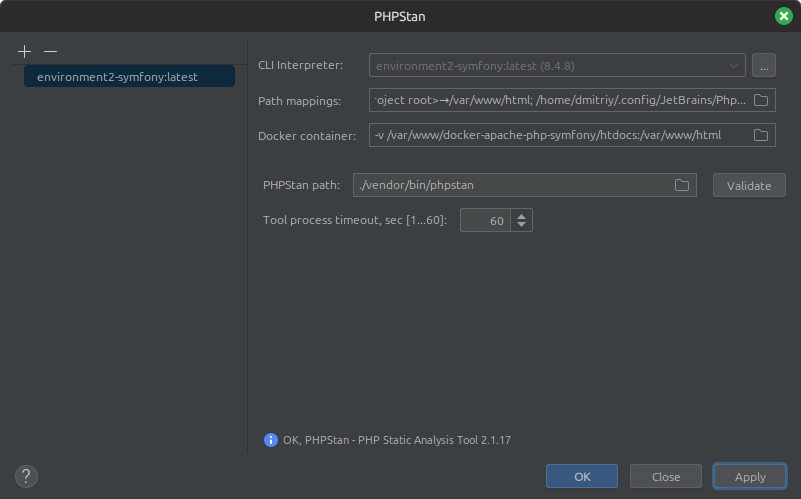 PHPStan
environment2-symfony:latest
CLI Interpreter: environment2-symfony:latest (8.4.8) ...
Path mappings: roject root>→/var/www/html; /home/dmitriy/.config/JetBrains/Php...
Docker container: -v /var/www/docker-apache-php-symfony/htdocs:/var/www/html
PHPStan path: ./vendor/bin/phpstan Validate
Tool process timeout, sec [1...60]: 60
OK, PHPStan - PHP Static Analysis Tool 2.1.17
? OK Close Apply